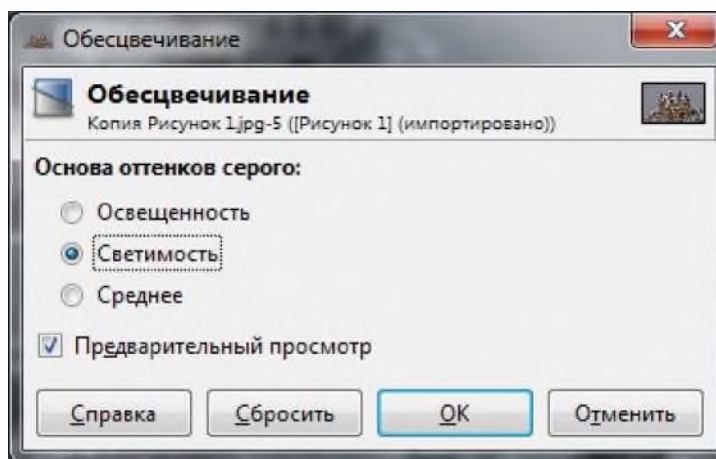 Обесцвечивание
Обесцвечивание
Копия Рисунок 1.jpg-5 ([Рисунок 1] (импортировано))
Основа оттенков серого:
Освещенность
Светимость
Среднее
Предварительный просмотр
Справка
Сбросить
OK
Отменить